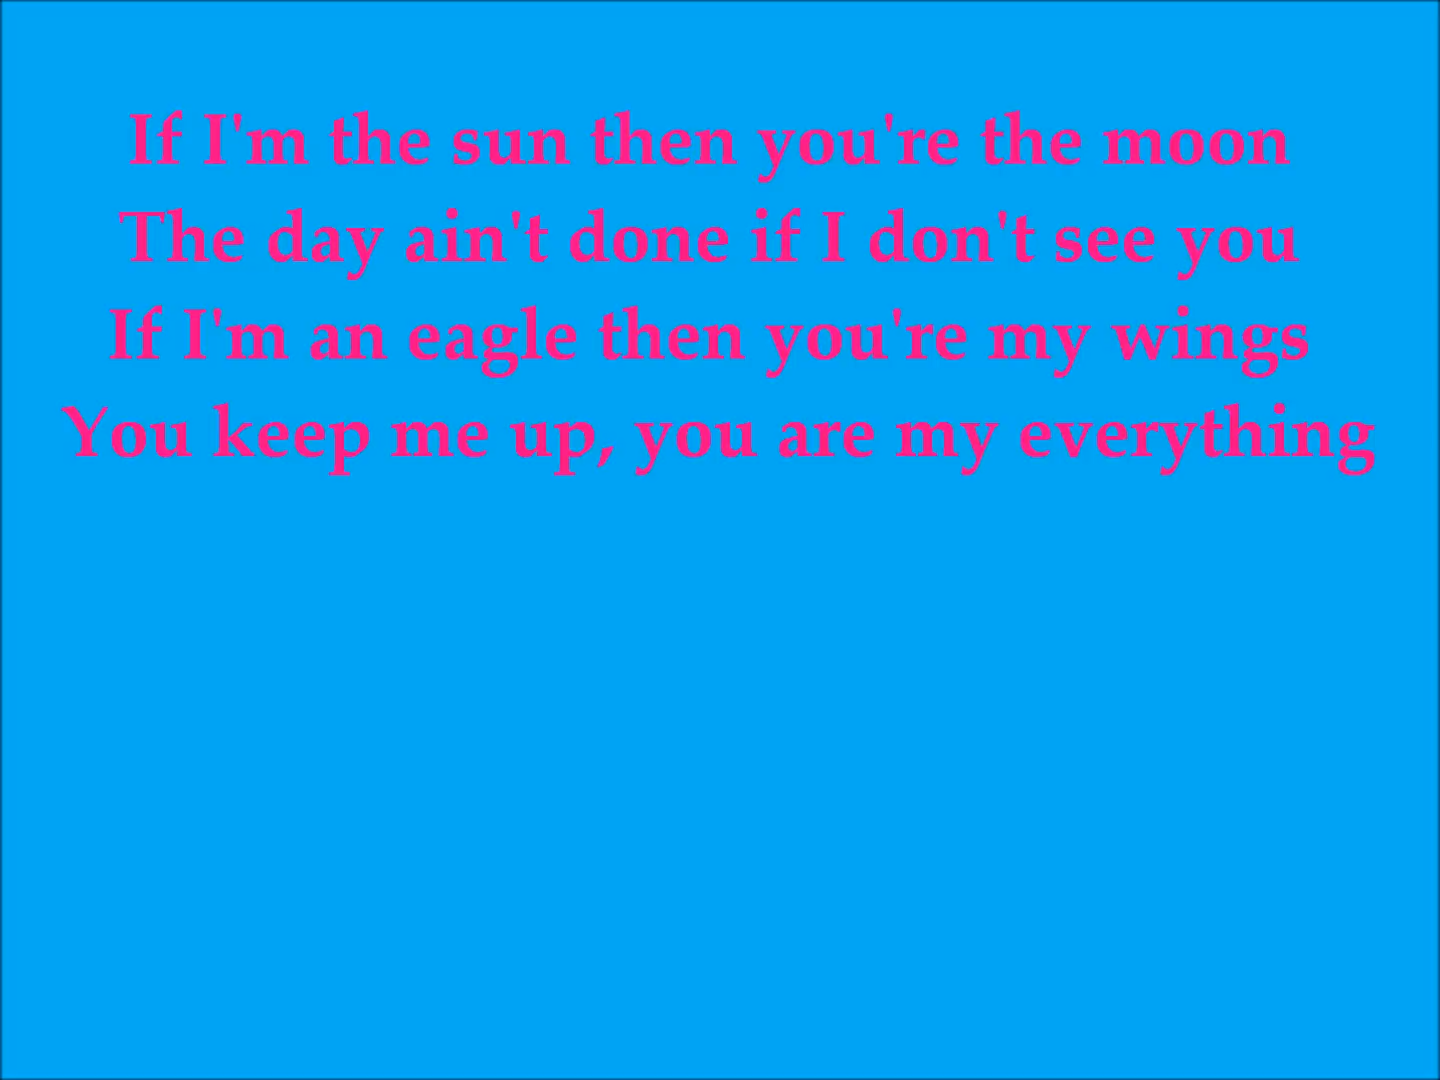 If I'm the sun then you're the moon
The day ain't done if I don't see you
If I'm an eagle then you're my wings
You keep me up, you are my everything